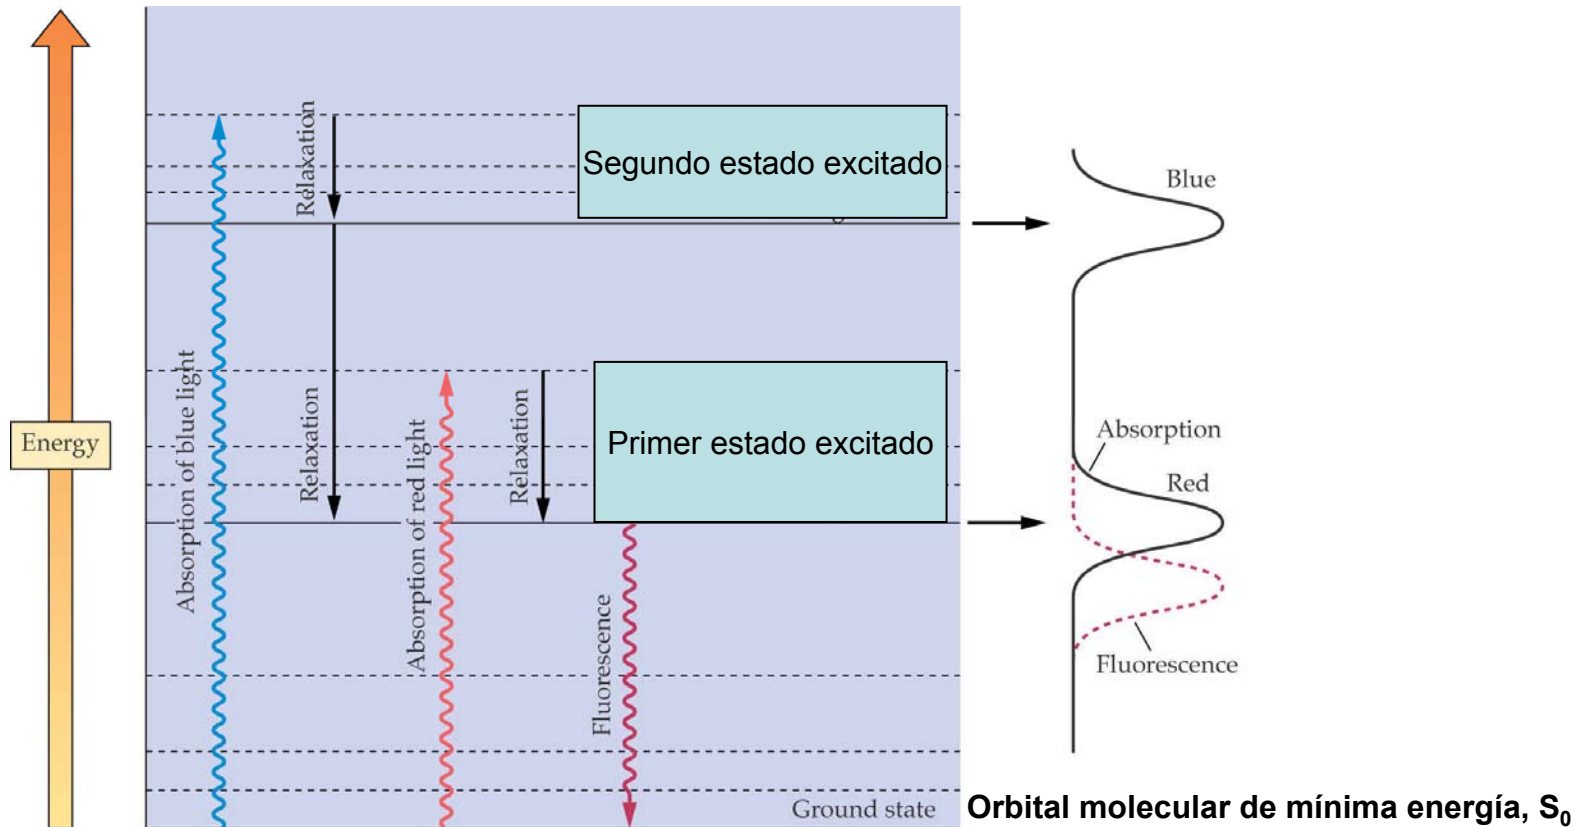 Energy
Absorption of blue light
Relaxation
Relaxation
Absorption of red light
Relaxation
Segundo estado excitado
Primer estado excitado
Fluorescence
Ground state
Orbital molecular de mínima energía, S₀
Blue
Absorption
Red
Fluorescence